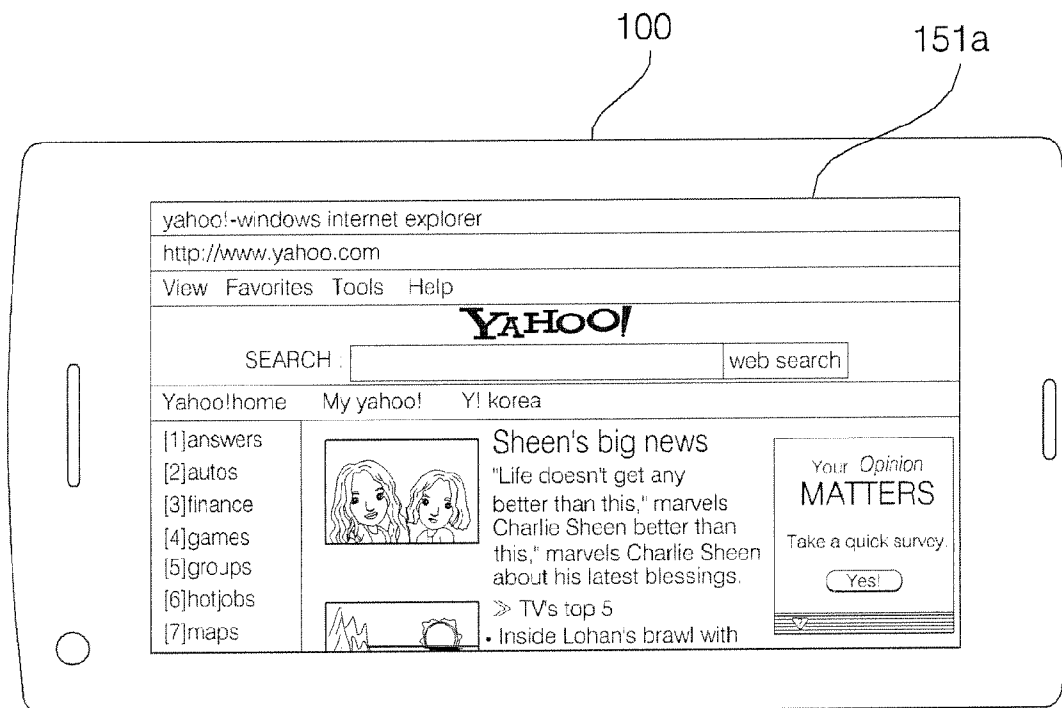 100
151a
yahoo!-windows internet explorer
http://www.yahoo.com
View Favorites Tools Help
YAHOO!
SEARCH : web search
Yahoo!home My yahoo! Y! korea
[1]answers
[2]autos
[3]finance
[4]games
[5]groups
[6]hotjobs
[7]maps
Sheen's big news
"Life doesn't get any
better than this," marvels
Charlie Sheen better than
this," marvels Charlie Sheen
about his latest blessings.
≫ TV's top 5
• Inside Lohan's brawl with
Your Opinion
MATTERS
Take a quick survey.
Yes!